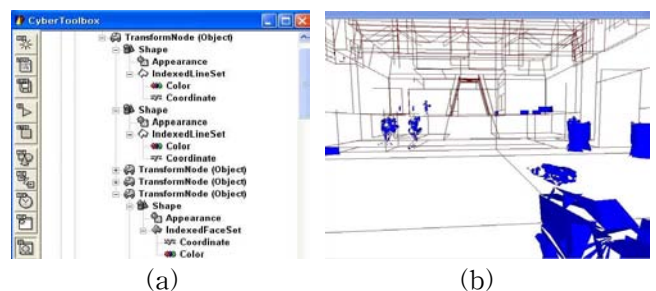 CyberToolbox
TransformNode (Object)
Shape
Appearance
IndexedLineSet
Color
Coordinate
Shape
Appearance
IndexedLineSet
Color
Coordinate
TransformNode (Object)
TransformNode (Object)
TransformNode (Object)
Shape
Appearance
IndexedFaceSet
Coordinate
Color
(a) (b)